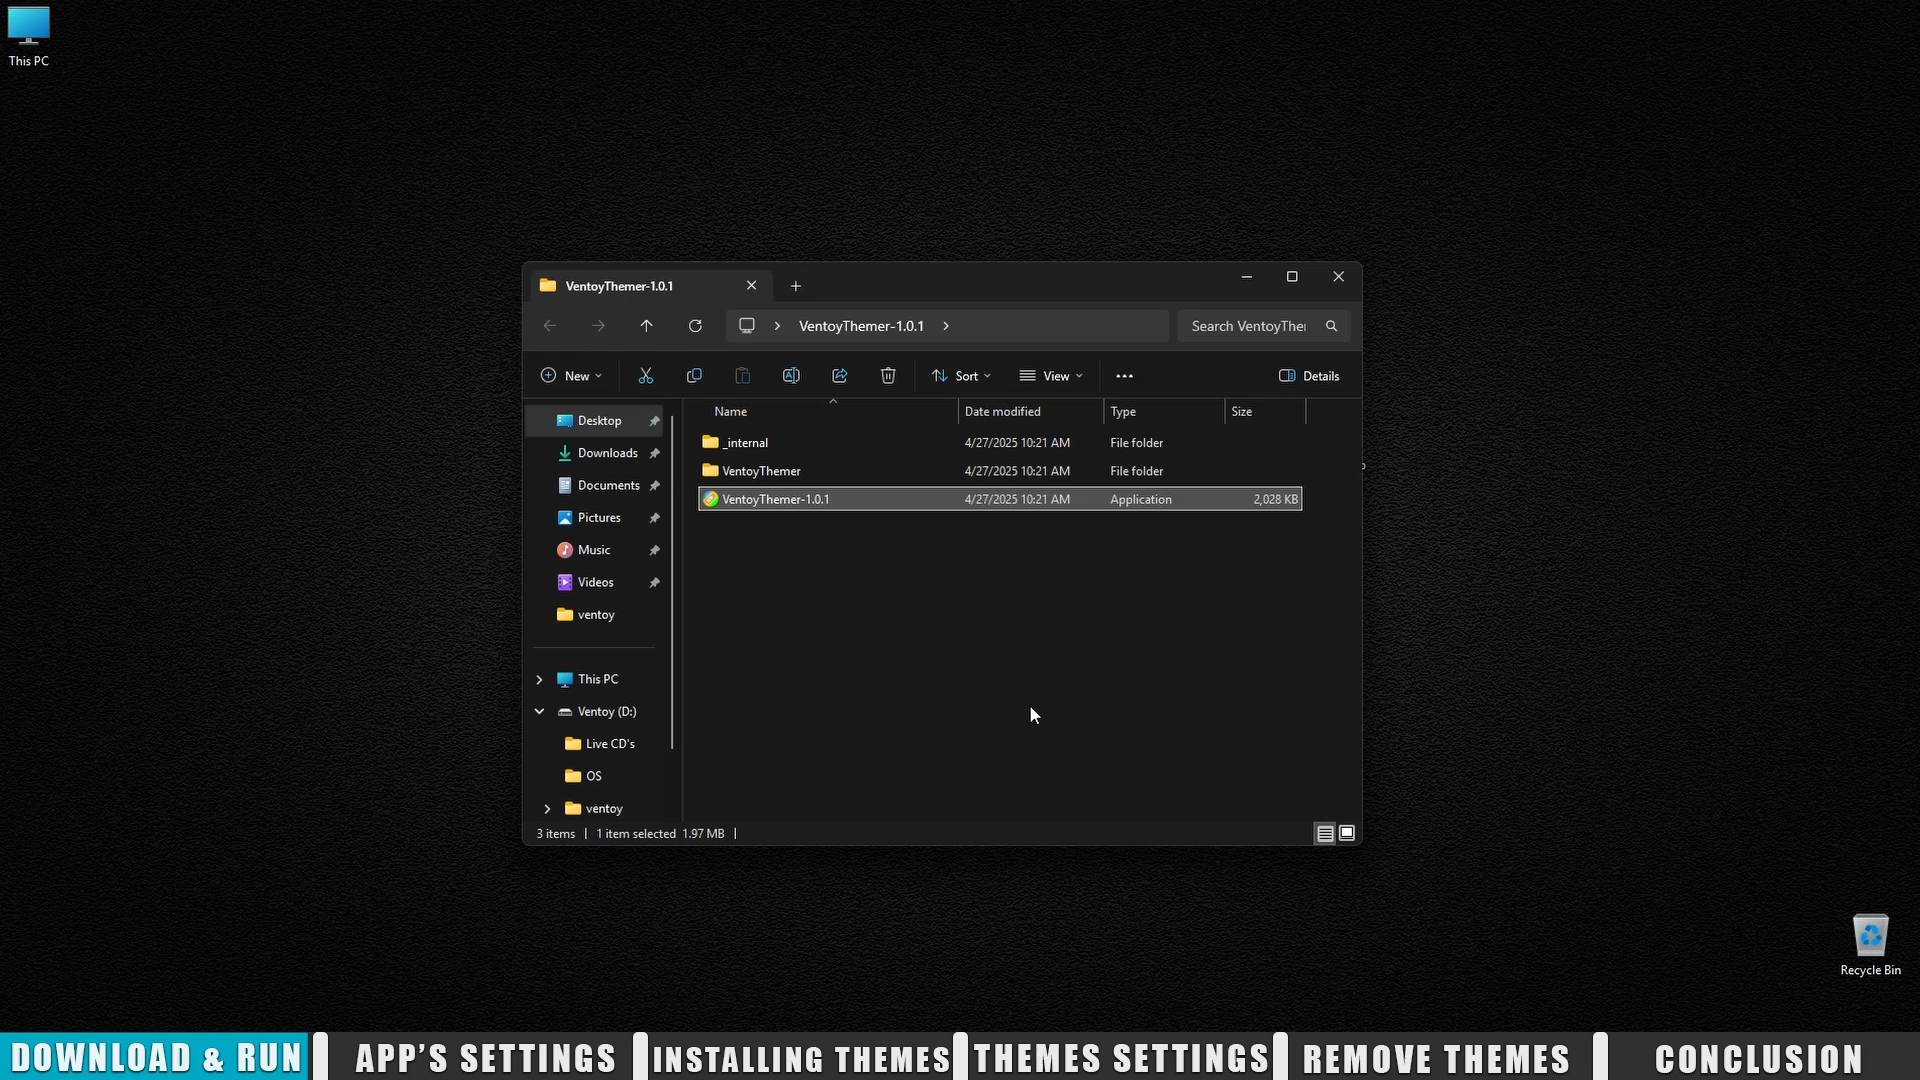 This PC
VentoyThemer-1.0.1
VentoyThemer-1.0.1
Search VentoyTher
New
Sort
View
Details
Name Date modified Type Size
_internal 4/27/2025 10:21 AM File folder
VentoyThemer 4/27/2025 10:21 AM File folder
VentoyThemer-1.0.1 4/27/2025 10:21 AM Application 2,028 KB
Desktop
Downloads
Documents
Pictures
Music
Videos
ventoy
This PC
Ventoy (D:)
Live CD's
OS
ventoy
3 items 1 item selected 1.97 MB
Recycle Bin
DOWNLOAD & RUN
APP'S SETTINGS
INSTALLING THEMES
THEMES SETTINGS
REMOVE THEMES
CONCLUSION